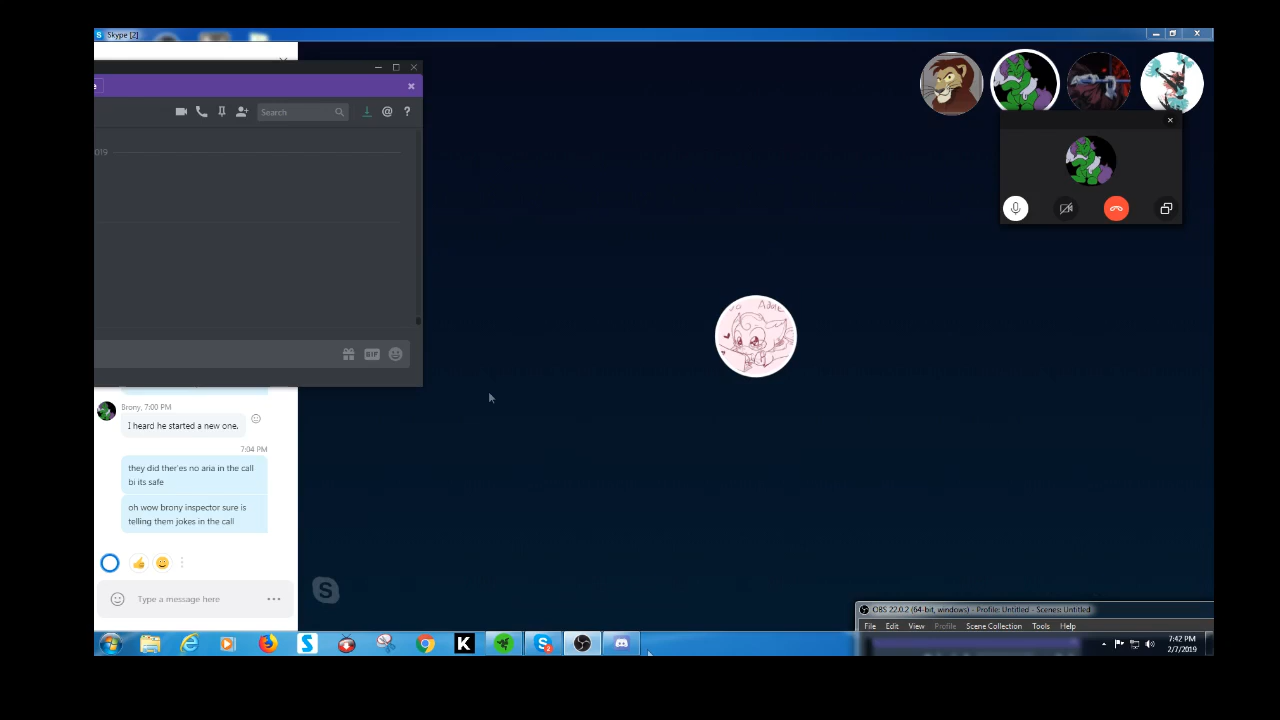 Skype [2]
e
Search
@
?
019
GIF
Brony, 7:00 PM
I heard he started a new one.
7:04 PM
they did ther'es no aria in the call
bi its safe
oh wow brony inspector sure is
telling them jokes in the call
Type a message here
S
OBS 22.0.2 (64-bit, windows) - Profile: Untitled - Scenes: Untitled
File Edit View Profile Scene Collection Tools Help
S
K
S
2
7:42 PM
2/7/2019